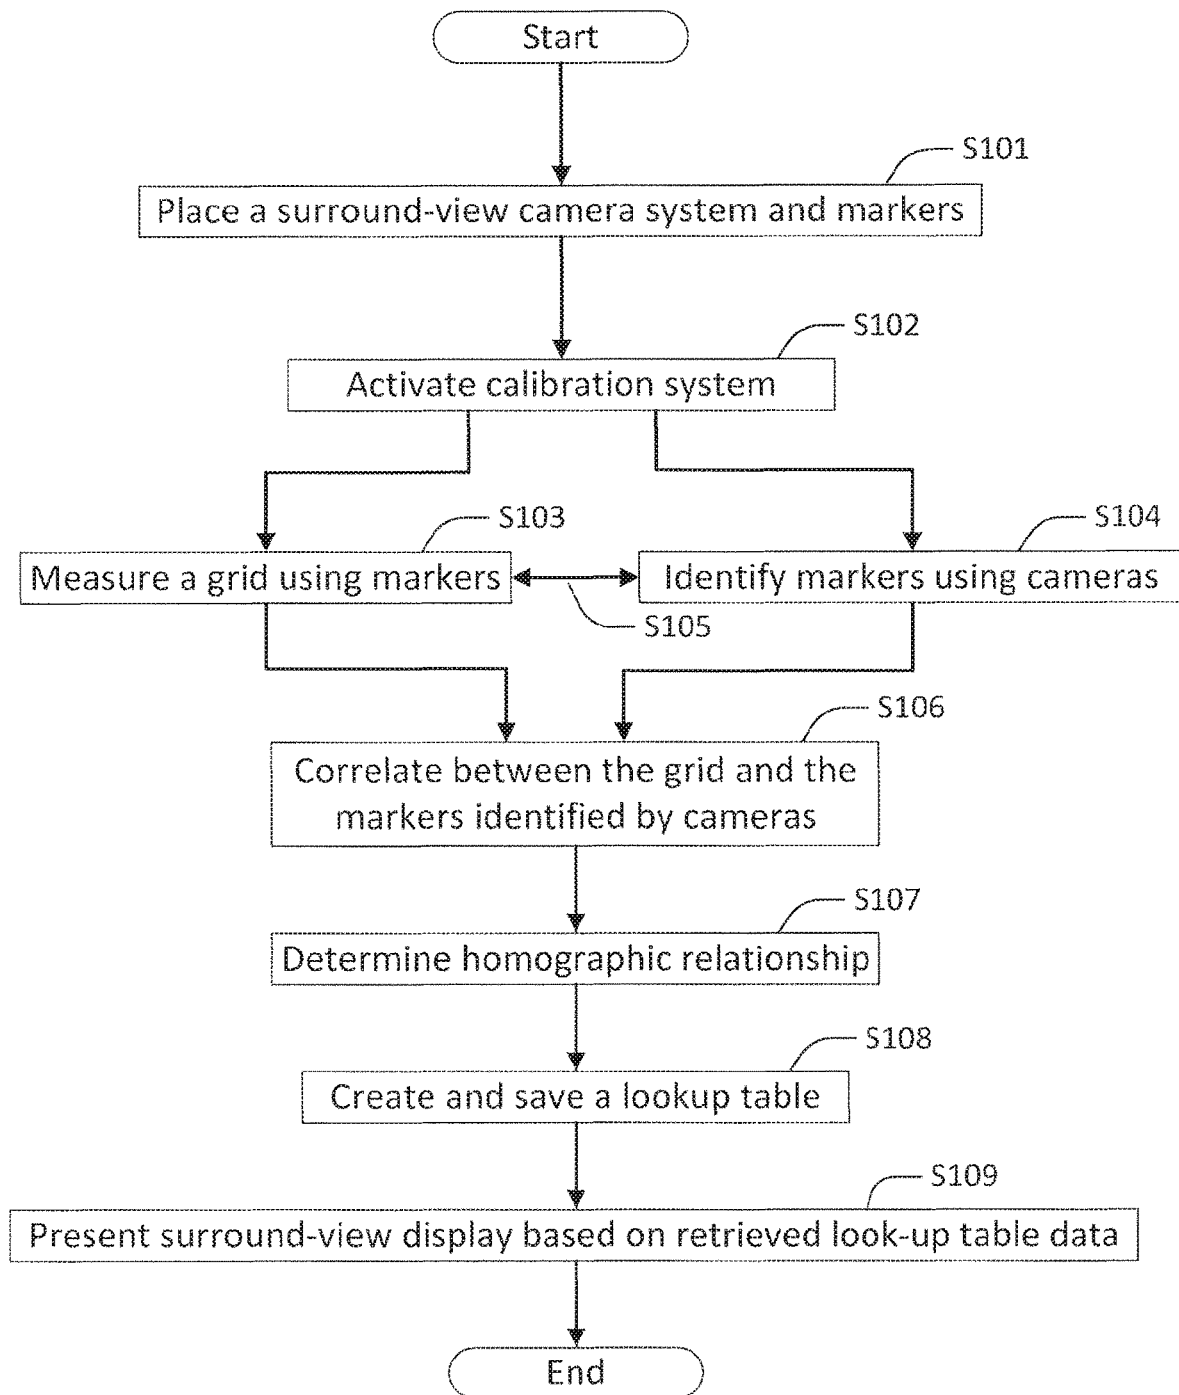 Start
S101
Place a surround-view camera system and markers
S102
Activate calibration system
S103
S104
Measure a grid using markers
Identify markers using cameras
S105
S106
Correlate between the grid and the
markers identified by cameras
S107
Determine homographic relationship
S108
Create and save a lookup table
S109
Present surround-view display based on retrieved look-up table data
End